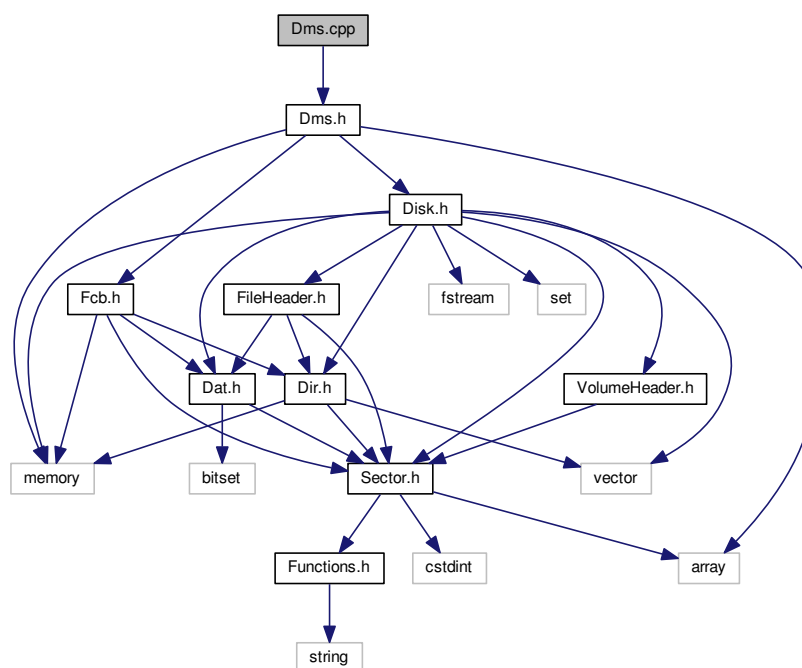 Dms.cpp
Dms.h
Disk.h
Fcb.h
FileHeader.h
fstream
set
Dat.h
Dir.h
VolumeHeader.h
memory
bitset
Sector.h
vector
Functions.h
cstdint
array
string